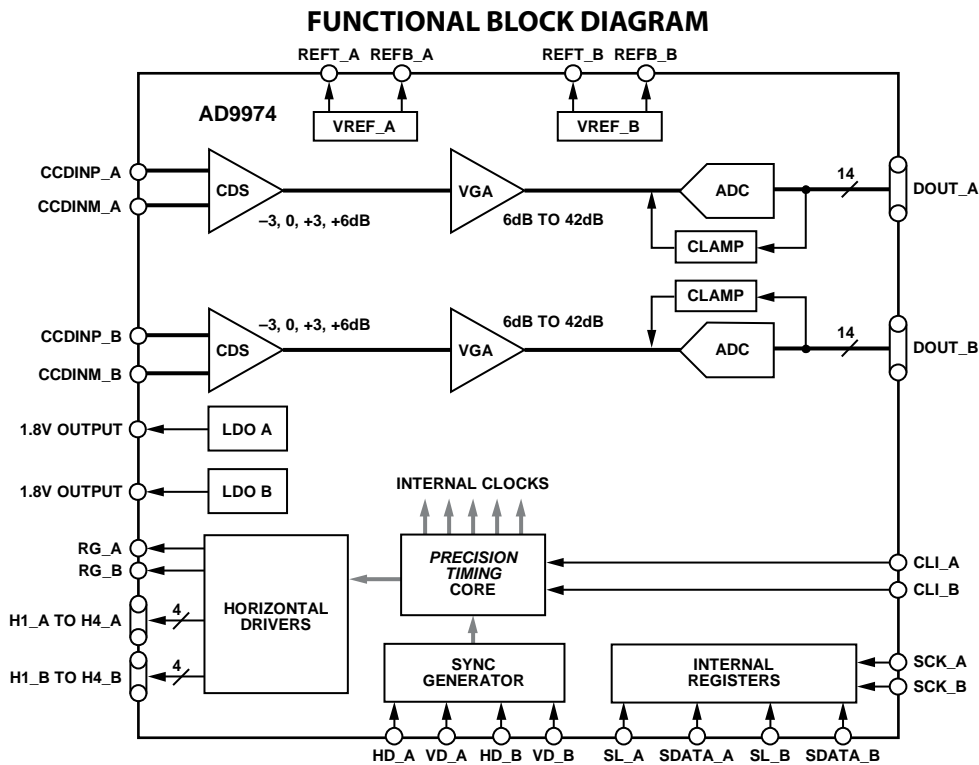 FUNCTIONAL BLOCK DIAGRAM
REFT_A REFB_A REFT_B REFB_B
AD9974
VREF_A VREF_B
CCDINP_A
CCDINM_A
CDS
–3, 0, +3, +6dB
VGA
6dB TO 42dB
ADC
14
DOUT_A
CLAMP
CLAMP
CCDINP_B
CCDINM_B
CDS
–3, 0, +3, +6dB
VGA
6dB TO 42dB
ADC
14
DOUT_B
1.8V OUTPUT
LDO A
1.8V OUTPUT
LDO B
INTERNAL CLOCKS
RG_A
RG_B
H1_A TO H4_A
4
H1_B TO H4_B
4
HORIZONTAL
DRIVERS
PRECISION
TIMING
CORE
CLI_A
CLI_B
SYNC
GENERATOR
INTERNAL
REGISTERS
SCK_A
SCK_B
HD_A VD_A HD_B VD_B SL_A SDATA_A SL_B SDATA_B